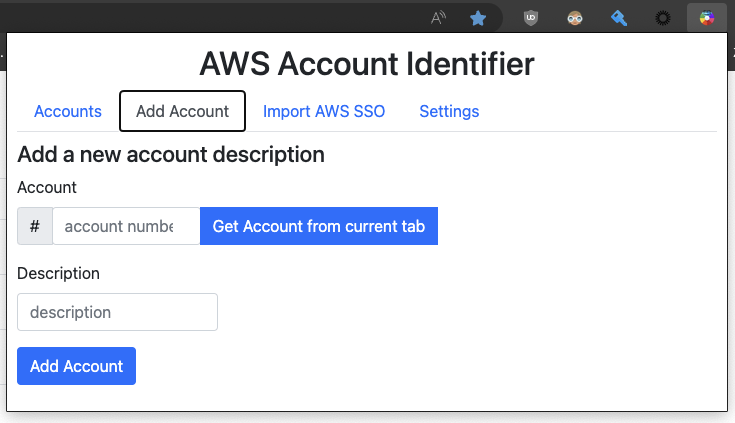 AWS Account Identifier
Accounts Add Account Import AWS SSO Settings
Add a new account description
Account
# account numbe Get Account from current tab
Description
description
Add Account